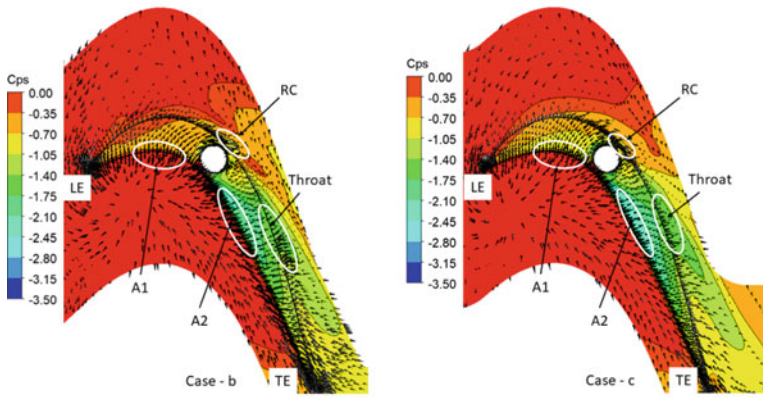 Cps
0.00
-0.35
-0.70
-1.05
-1.40
-1.75
-2.10
-2.45
-2.80
-3.15
-3.50
RC
LE
Throat
A1
A2
Case - b
TE
Cps
0.00
-0.35
-0.70
-1.05
-1.40
-1.75
-2.10
-2.45
-2.80
-3.15
-3.50
RC
LE
Throat
A1
A2
Case - c
TE